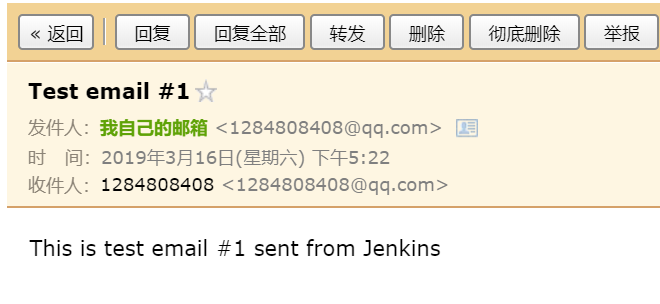 « 返回 回复 回复全部 转发 删除 彻底删除 举报
Test email #1
发件人：我自己的邮箱 <1284808408@qq.com>
时　间：2019年3月16日(星期六) 下午5:22
收件人：1284808408 <1284808408@qq.com>
This is test email #1 sent from Jenkins